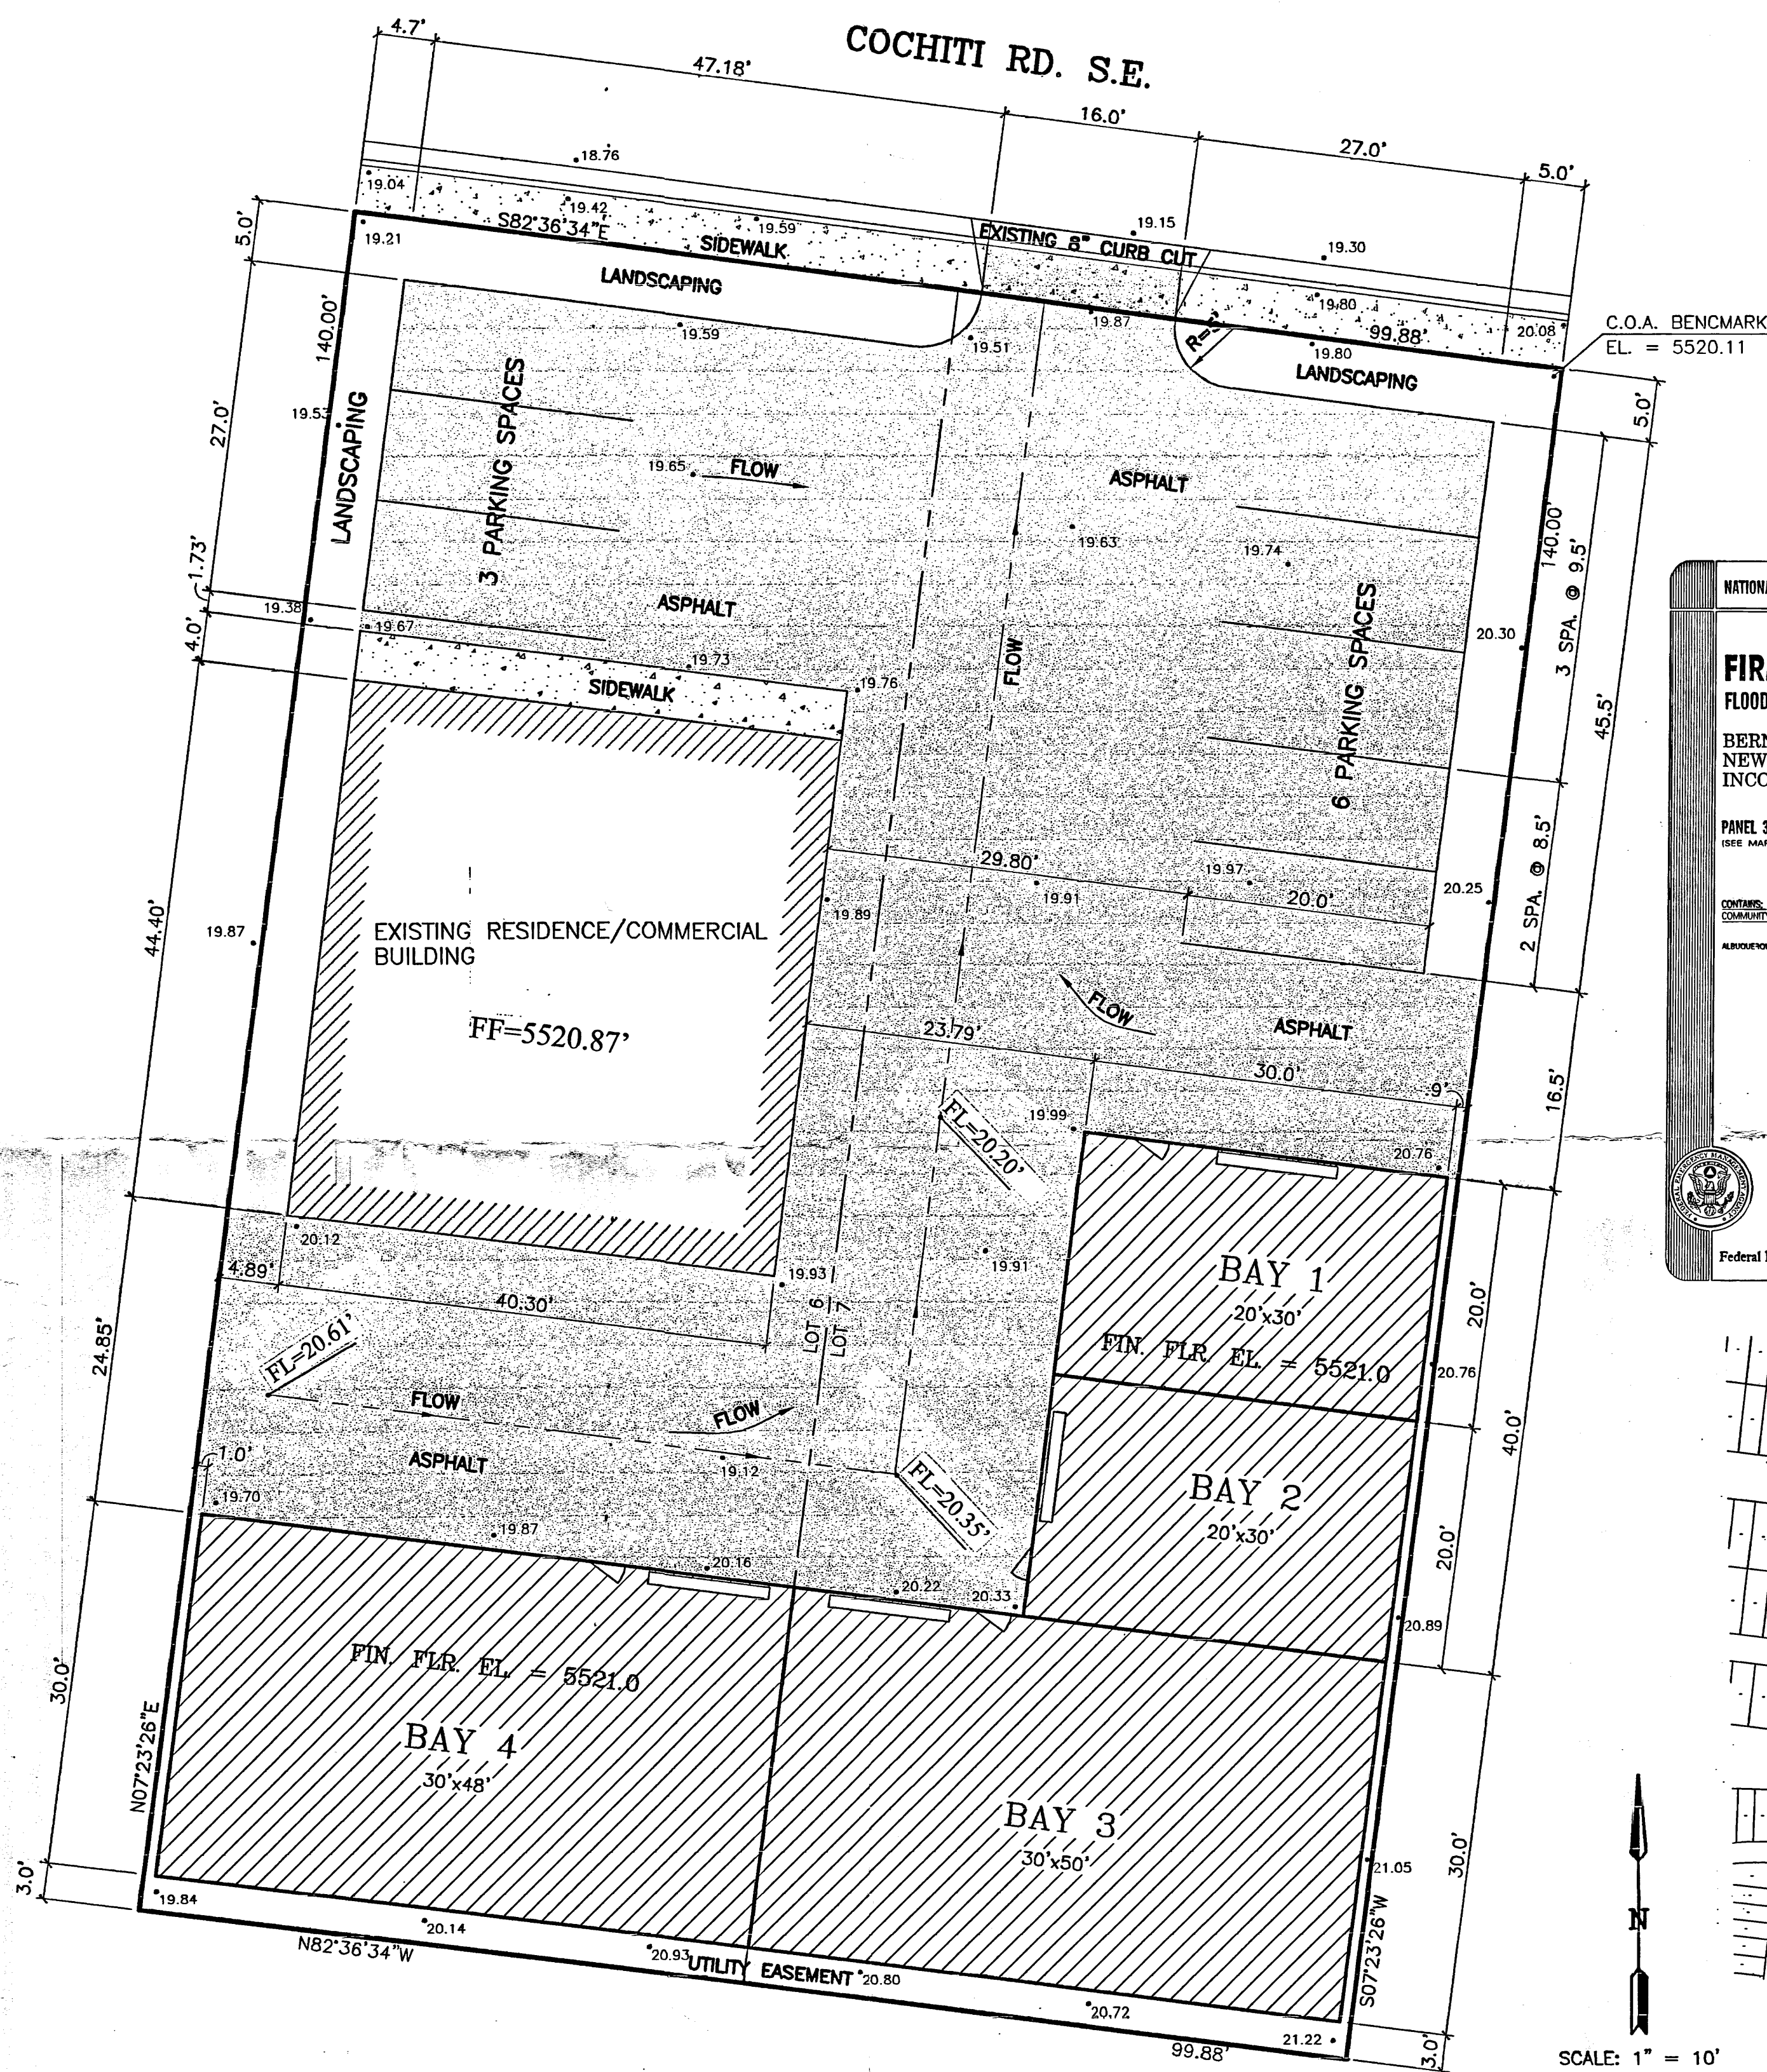 COCHITI RD. S.E.
4.7'
47.18'
16.0'
27.0'
5.0'
18.76
19.04
19.42
19.59
19.15
19.30
19.21
S82°36'34"E
SIDEWALK
EXISTING 8" CURB CUT
19.80
20.08
C.O.A. BENCMARK
EL. = 5520.11
5.0'
LANDSCAPING
19.87
99.88'
19.80
LANDSCAPING
19.59
19.51
5.0'
140.00'
27.0'
19.53
LANDSCAPING
3 PARKING SPACES
19.65
FLOW
ASPHALT
19.63
19.74
140.00'
3 SPA. @ 9.5'
1.73'
19.38
4.0'
19.67
ASPHALT
19.73
SIDEWALK
19.76
FLOW
6 PARKING SPACES
20.30
45.5'
29.80'
19.91
19.97
20.0'
20.25
2 SPA. @ 8.5'
44.40'
19.87
19.89
EXISTING RESIDENCE/COMMERCIAL
BUILDING
FF=5520.87'
23.79'
FLOW
ASPHALT
30.0'
.9'
16.5'
FL=20.20'
19.99
20.76
20.12
4.89'
40.30'
19.93
19.91
LOT 6
LOT 7
BAY 1
20'x30'
FIN. FLR. EL. = 5521.0
20.76
20.0'
40.0'
24.85'
FL=20.61'
FLOW
FLOW
ASPHALT
19.12
FL=20.35'
1.0'
19.70
19.87
20.16
20.22
20.33
BAY 2
20'x30'
20.0'
20.89
30.0'
N07°23'26"E
FIN. FLR. EL. = 5521.0
BAY 4
30'x48'
BAY 3
30'x50'
21.05
30.0'
S07°23'26"W
3.0'
19.84
20.14
N82°36'34"W
20.93
UTILITY EASEMENT
20.80
20.72
21.22
99.88'
3.0'
N
SCALE: 1" = 10'
NATIONA
FIR
FLOOD
BERN
NEW
INCO
PANEL 3
(SEE MAP
CONTAINS:
COMMUNITY
Federal